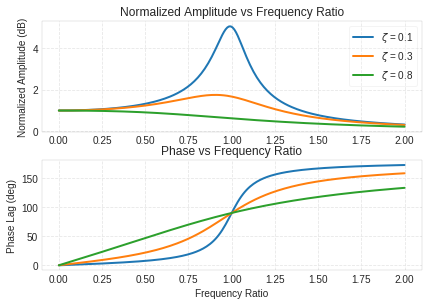 Normalized Amplitude vs Frequency Ratio
Normalized Amplitude (dB)
4
2
0
ζ = 0.1
ζ = 0.3
ζ = 0.8
0.00 0.25 0.50 0.75 1.00 1.25 1.50 1.75 2.00
Phase vs Frequency Ratio
Phase Lag (deg)
150
100
50
0
0.00 0.25 0.50 0.75 1.00 1.25 1.50 1.75 2.00
Frequency Ratio